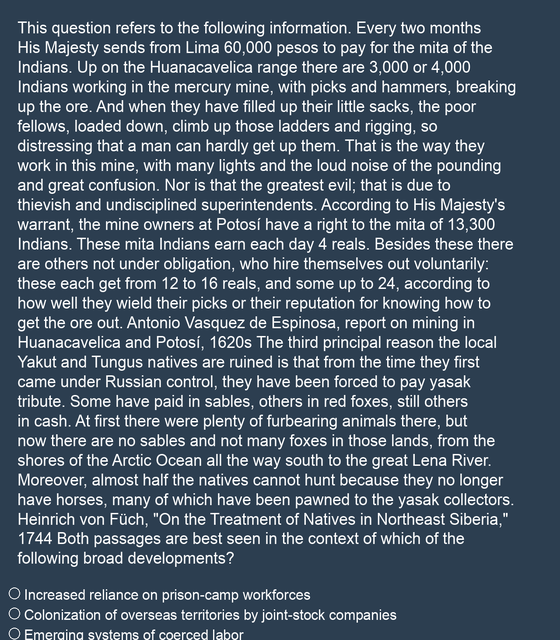 This question refers to the following information. Every two months
His Majesty sends from Lima 60,000 pesos to pay for the mita of the
Indians. Up on the Huanacavelica range there are 3,000 or 4,000
Indians working in the mercury mine, with picks and hammers, breaking
up the ore. And when they have filled up their little sacks, the poor
fellows, loaded down, climb up those ladders and rigging, so
distressing that a man can hardly get up them. That is the way they
work in this mine, with many lights and the loud noise of the pounding
and great confusion. Nor is that the greatest evil; that is due to
thievish and undisciplined superintendents. According to His Majesty's
warrant, the mine owners at Potosí have a right to the mita of 13,300
Indians. These mita Indians earn each day 4 reals. Besides these there
are others not under obligation, who hire themselves out voluntarily:
these each get from 12 to 16 reals, and some up to 24, according to
how well they wield their picks or their reputation for knowing how to
get the ore out. Antonio Vasquez de Espinosa, report on mining in
Huanacavelica and Potosí, 1620s The third principal reason the local
Yakut and Tungus natives are ruined is that from the time they first
came under Russian control, they have been forced to pay yasak
tribute. Some have paid in sables, others in red foxes, still others
in cash. At first there were plenty of furbearing animals there, but
now there are no sables and not many foxes in those lands, from the
shores of the Arctic Ocean all the way south to the great Lena River.
Moreover, almost half the natives cannot hunt because they no longer
have horses, many of which have been pawned to the yasak collectors.
Heinrich von Füch, "On the Treatment of Natives in Northeast Siberia,"
1744 Both passages are best seen in the context of which of the
following broad developments?
Increased reliance on prison-camp workforces
Colonization of overseas territories by joint-stock companies
Emerging systems of coerced labor